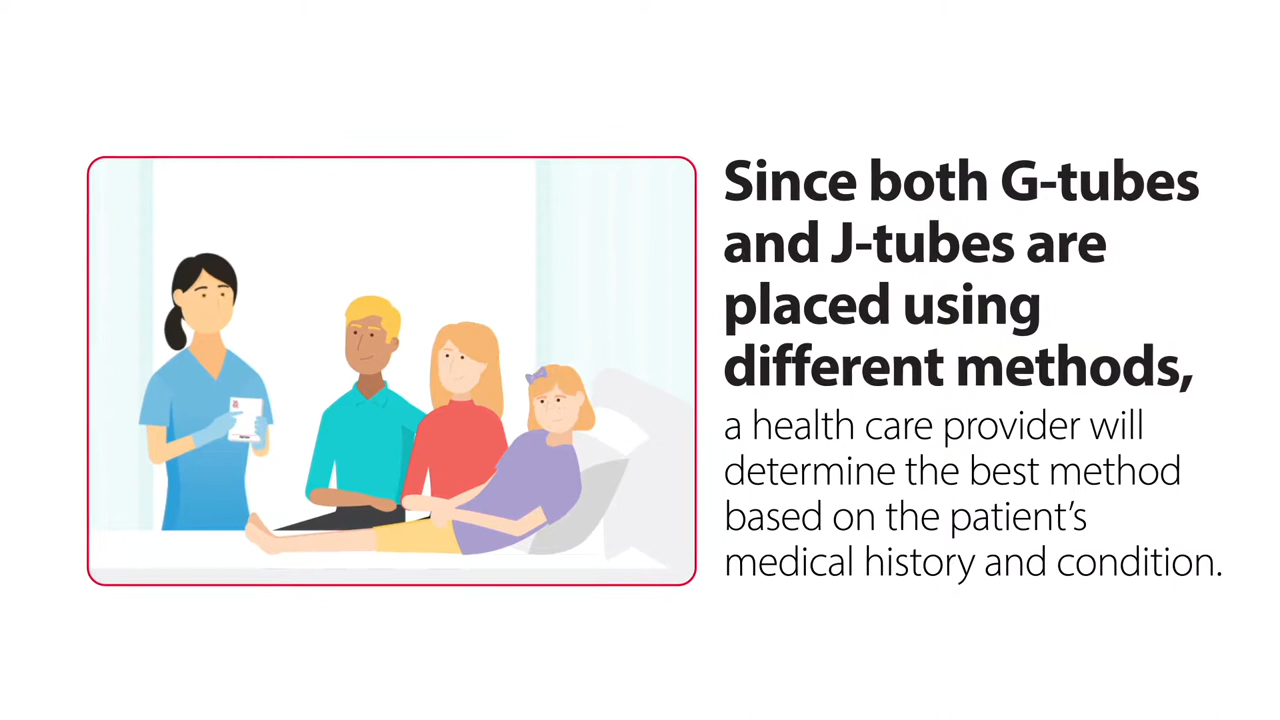 Since both G-tubes
and J-tubes are
placed using
different methods,
a health care provider will
determine the best method
based on the patient’s
medical history and condition.